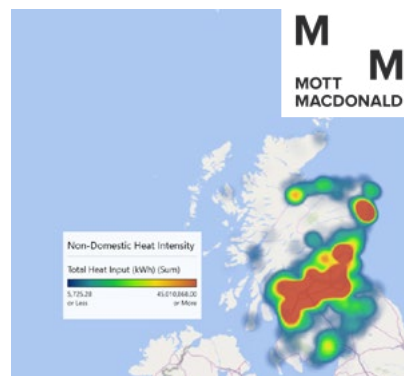 M
M
MOTT
MACDONALD
Non-Domestic Heat Intensity
Total Heat Input (kWh) (Sum)
5,725.28
or Less
45,018,868.00
or More